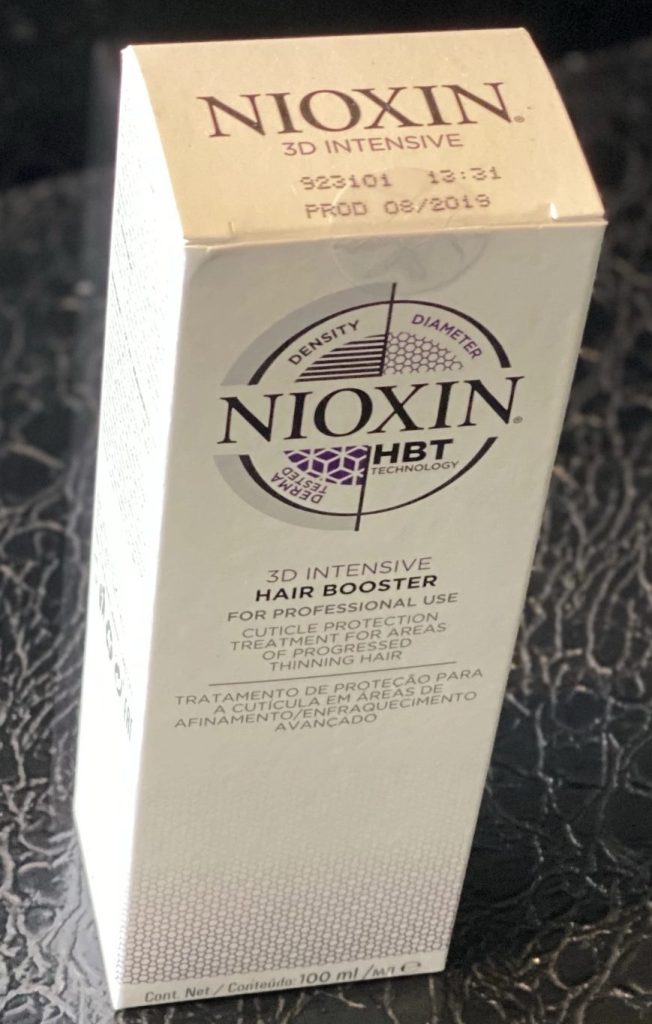 NIOXIN®
3D INTENSIVE
923101 13:31
PROD 08/2019
DENSITY
DIAMETER
NIOXIN®
HBT
TECHNOLOGY
DERMA
TESTED
3D INTENSIVE
HAIR BOOSTER
FOR PROFESSIONAL USE
CUTICLE PROTECTION
TREATMENT FOR AREAS
OF PROGRESSED
THINNING HAIR
TRATAMENTO DE PROTEÇÃO PARA
A CUTÍCULA EM ÁREAS DE
AFINAMENTO/ENFRAQUECIMENTO
AVANÇADO
Cont. Net./Conteúdo: 100 ml/м/l ℮